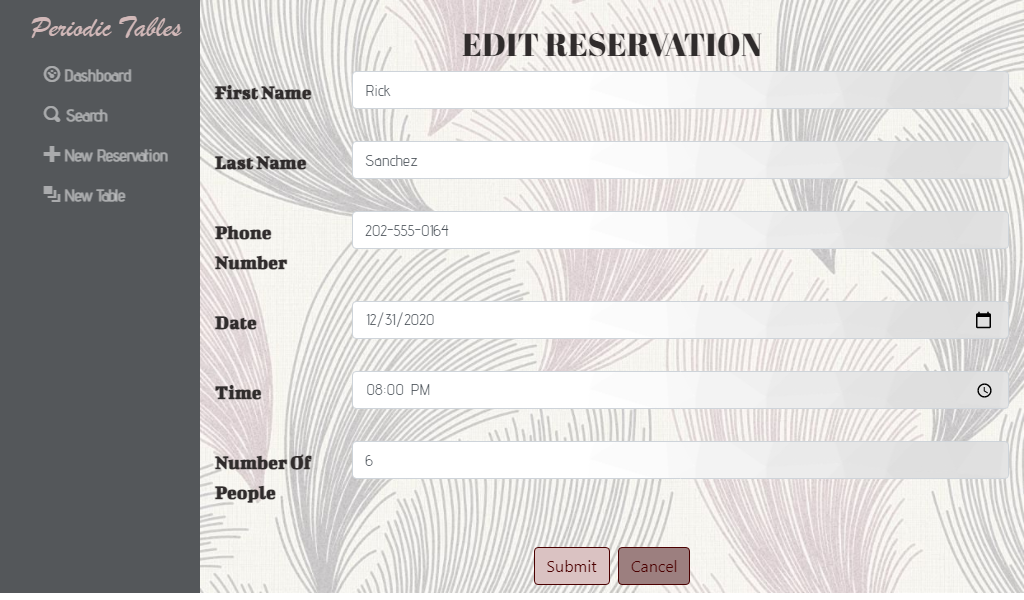 Periodic Tables
Dashboard
Search
New Reservation
New Table
EDIT RESERVATION
First Name
Rick
Last Name
Sanchez
Phone
Number
202-555-0164
Date
12/31/2020
Time
08:00 PM
Number Of
People
6
Submit
Cancel